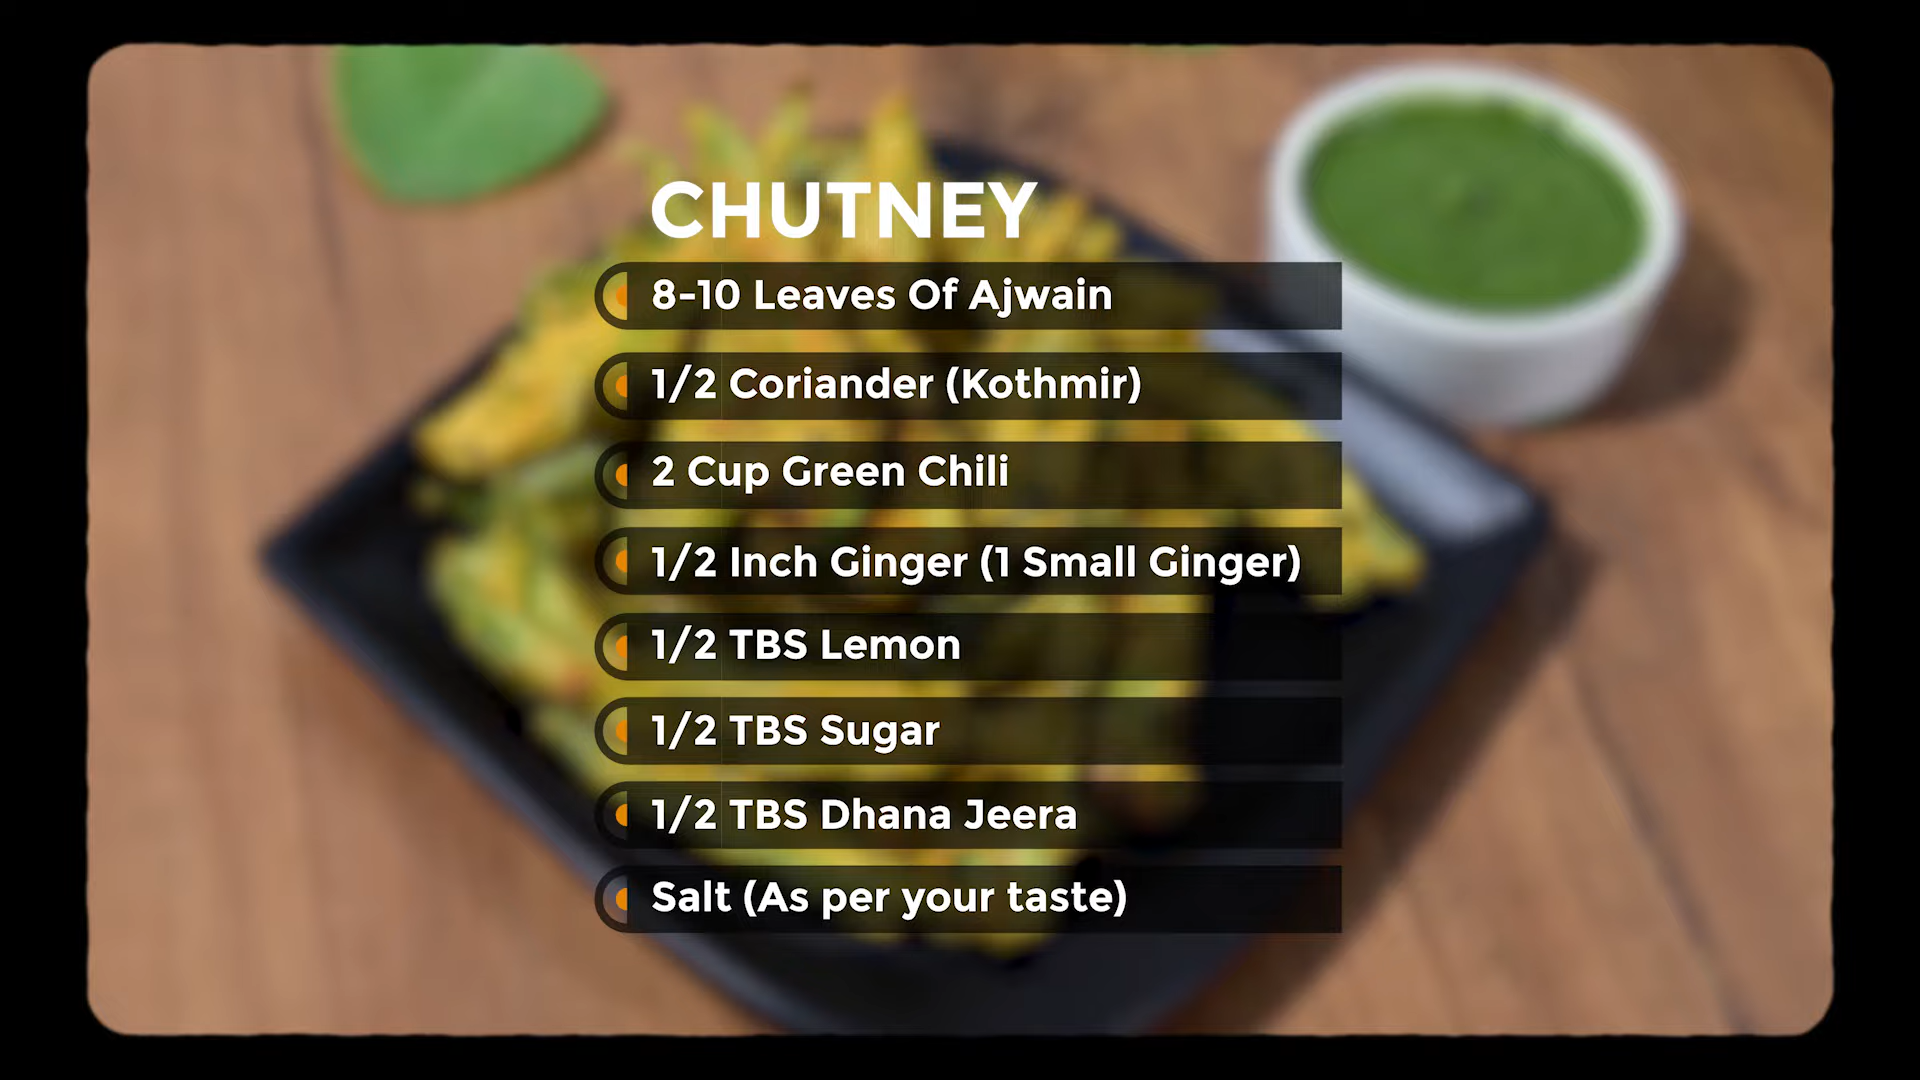 CHUTNEY
8-10 Leaves Of Ajwain
1/2 Coriander (Kothmir)
2 Cup Green Chili
1/2 Inch Ginger (1 Small Ginger)
1/2 TBS Lemon
1/2 TBS Sugar
1/2 TBS Dhana Jeera
Salt (As per your taste)